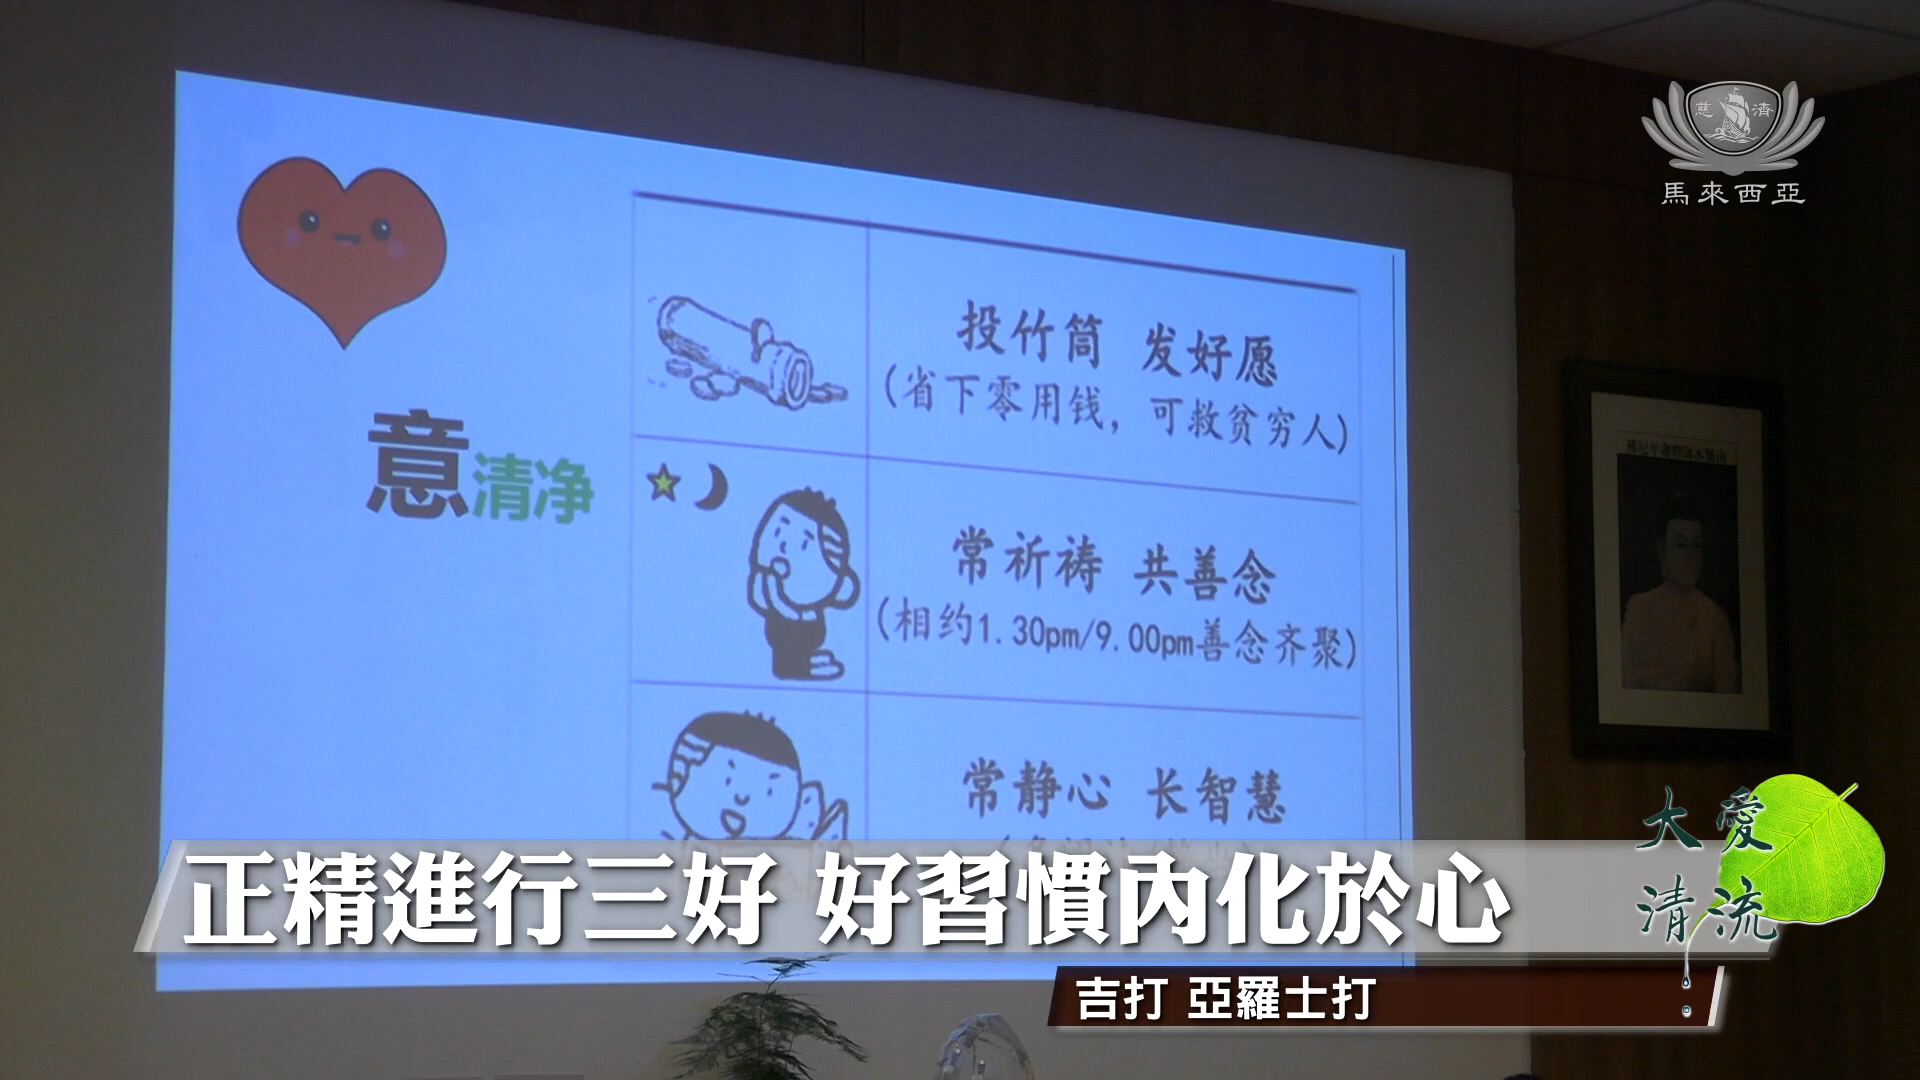 慈濟
馬來西亞
意清净
投竹筒 发好愿
(省下零用钱，可救贫穷人)
常祈祷 共善念
(相约1.30pm/9.00pm善念齐聚)
常静心 长智慧
大愛
清流
正精進行三好 好習慣內化於心
吉打 亞羅士打